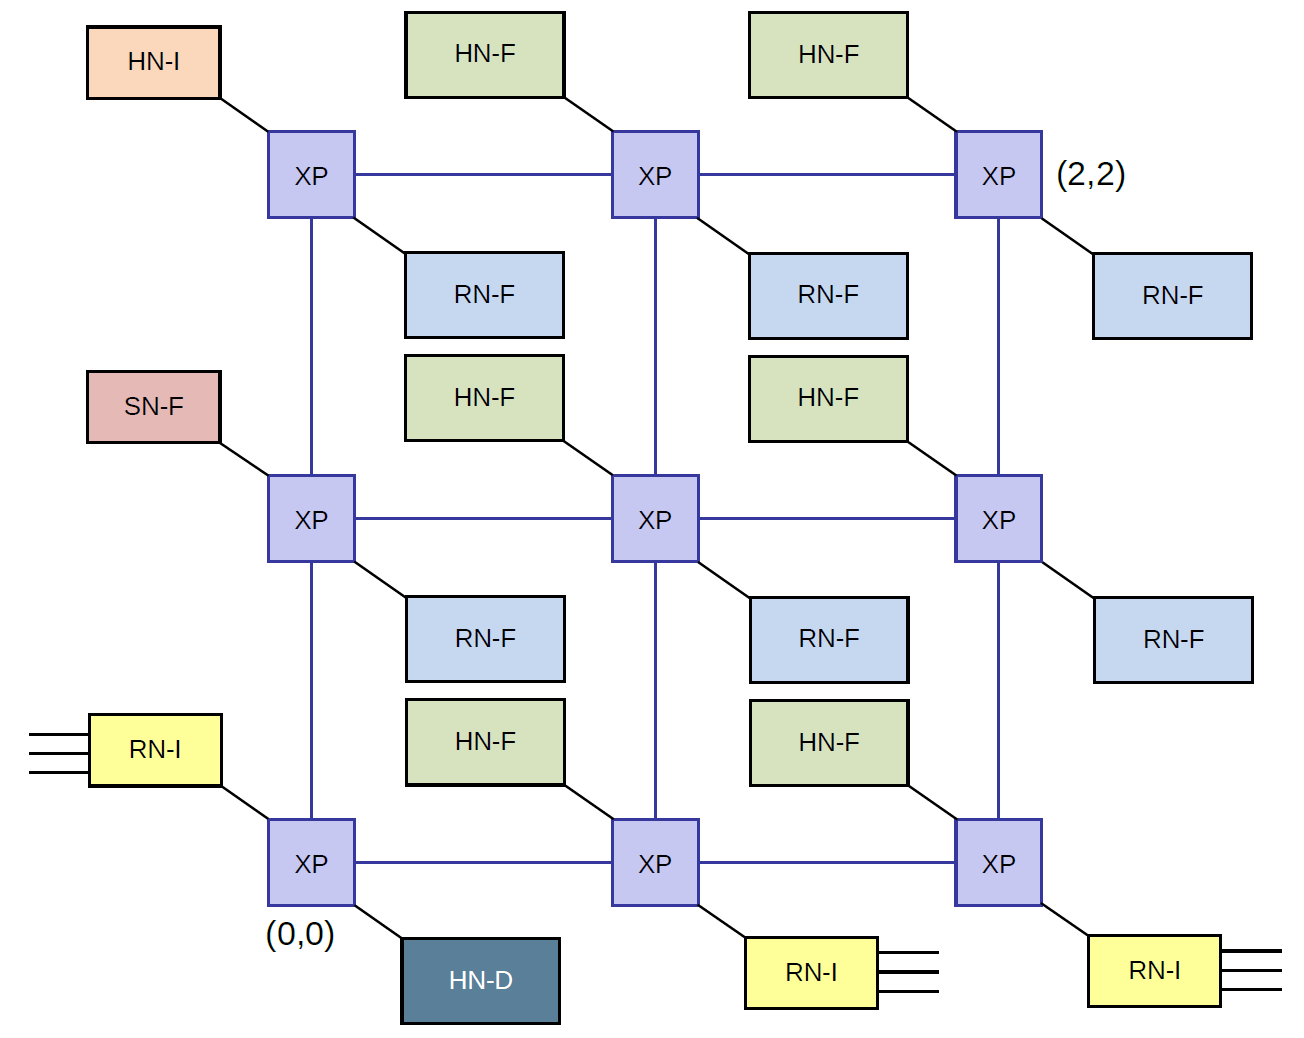 HN-I
HN-F
HN-F
XP
XP
XP
(2,2)
RN-F
RN-F
RN-F
SN-F
HN-F
HN-F
XP
XP
XP
RN-F
RN-F
RN-F
RN-I
HN-F
HN-F
XP
XP
XP
(0,0)
HN-D
RN-I
RN-I